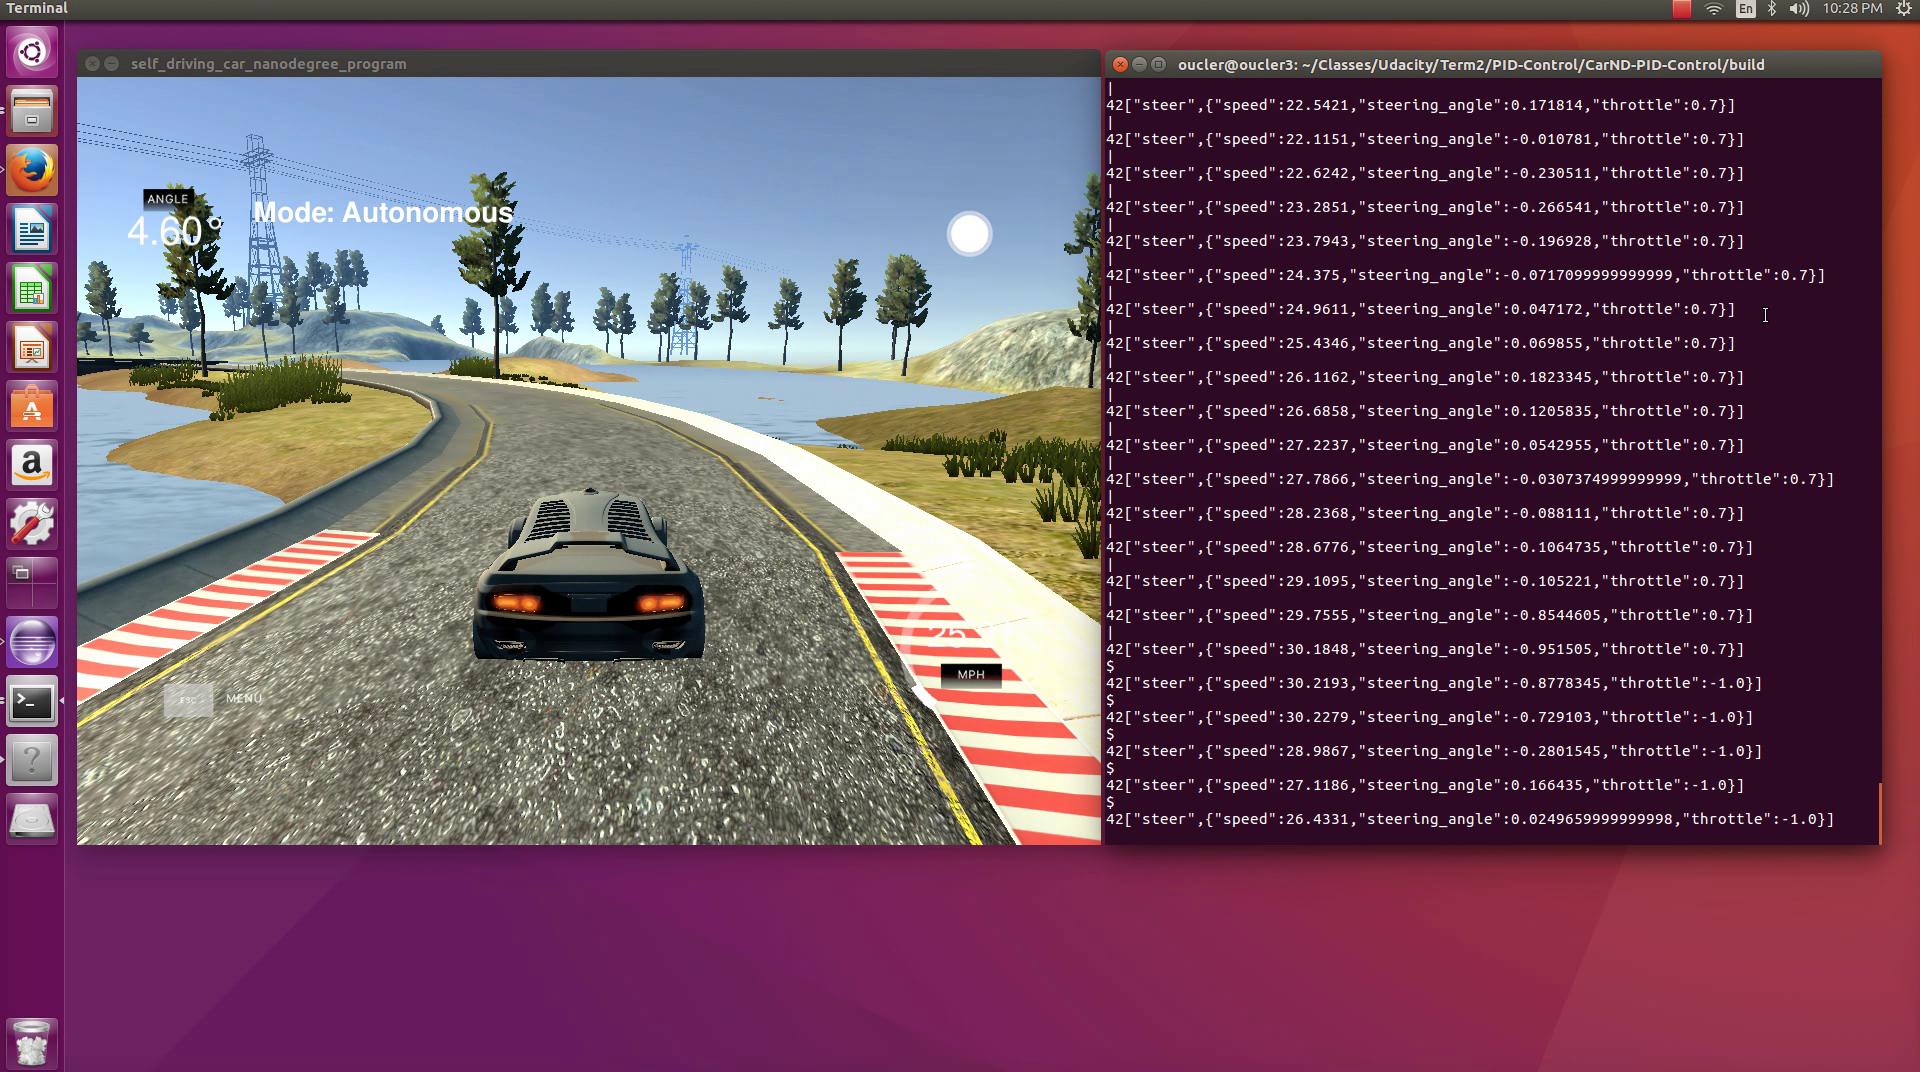 Terminal
En
10:28 PM
self_driving_car_nanodegree_program
ANGLE
4.60°
Mode: Autonomous
25
MPH
ESC
MENU
oucler@oucler3: ~/Classes/Udacity/Term2/PID-Control/CarND-PID-Control/build
|
42["steer",{"speed":22.5421,"steering_angle":0.171814,"throttle":0.7}]
|
42["steer",{"speed":22.1151,"steering_angle":-0.010781,"throttle":0.7}]
|
42["steer",{"speed":22.6242,"steering_angle":-0.230511,"throttle":0.7}]
|
42["steer",{"speed":23.2851,"steering_angle":-0.266541,"throttle":0.7}]
|
42["steer",{"speed":23.7943,"steering_angle":-0.196928,"throttle":0.7}]
|
42["steer",{"speed":24.375,"steering_angle":-0.0717099999999999,"throttle":0.7}]
|
42["steer",{"speed":24.9611,"steering_angle":0.047172,"throttle":0.7}]
|
42["steer",{"speed":25.4346,"steering_angle":0.069855,"throttle":0.7}]
|
42["steer",{"speed":26.1162,"steering_angle":0.1823345,"throttle":0.7}]
|
42["steer",{"speed":26.6858,"steering_angle":0.1205835,"throttle":0.7}]
|
42["steer",{"speed":27.2237,"steering_angle":0.0542955,"throttle":0.7}]
|
42["steer",{"speed":27.7866,"steering_angle":-0.0307374999999999,"throttle":0.7}]
|
42["steer",{"speed":28.2368,"steering_angle":-0.088111,"throttle":0.7}]
|
42["steer",{"speed":28.6776,"steering_angle":-0.1064735,"throttle":0.7}]
|
42["steer",{"speed":29.1095,"steering_angle":-0.105221,"throttle":0.7}]
|
42["steer",{"speed":29.7555,"steering_angle":-0.8544605,"throttle":0.7}]
|
42["steer",{"speed":30.1848,"steering_angle":-0.951505,"throttle":0.7}]
$
42["steer",{"speed":30.2193,"steering_angle":-0.8778345,"throttle":-1.0}]
$
42["steer",{"speed":30.2279,"steering_angle":-0.729103,"throttle":-1.0}]
$
42["steer",{"speed":28.9867,"steering_angle":-0.2801545,"throttle":-1.0}]
$
42["steer",{"speed":27.1186,"steering_angle":0.166435,"throttle":-1.0}]
$
42["steer",{"speed":26.4331,"steering_angle":0.0249659999999998,"throttle":-1.0}]